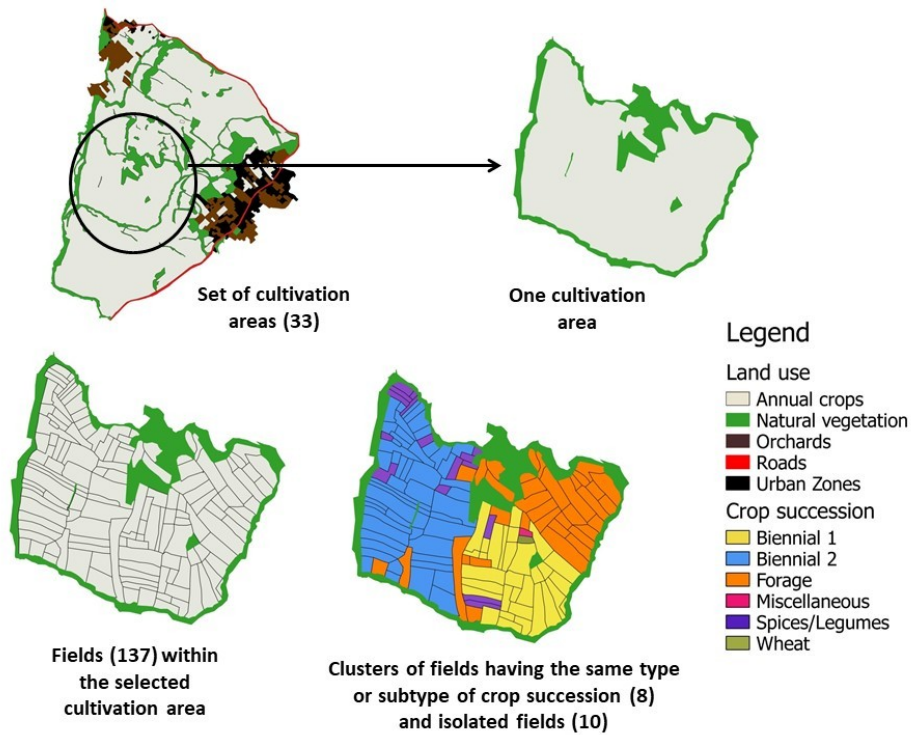 Set of cultivation
areas (33)
One cultivation
area
Legend
Land use
Annual crops
Natural vegetation
Orchards
Roads
Urban Zones
Crop succession
Biennial 1
Biennial 2
Forage
Miscellaneous
Spices/Legumes
Wheat
Fields (137) within
the selected
cultivation area
Clusters of fields having the same type
or subtype of crop succession (8)
and isolated fields (10)